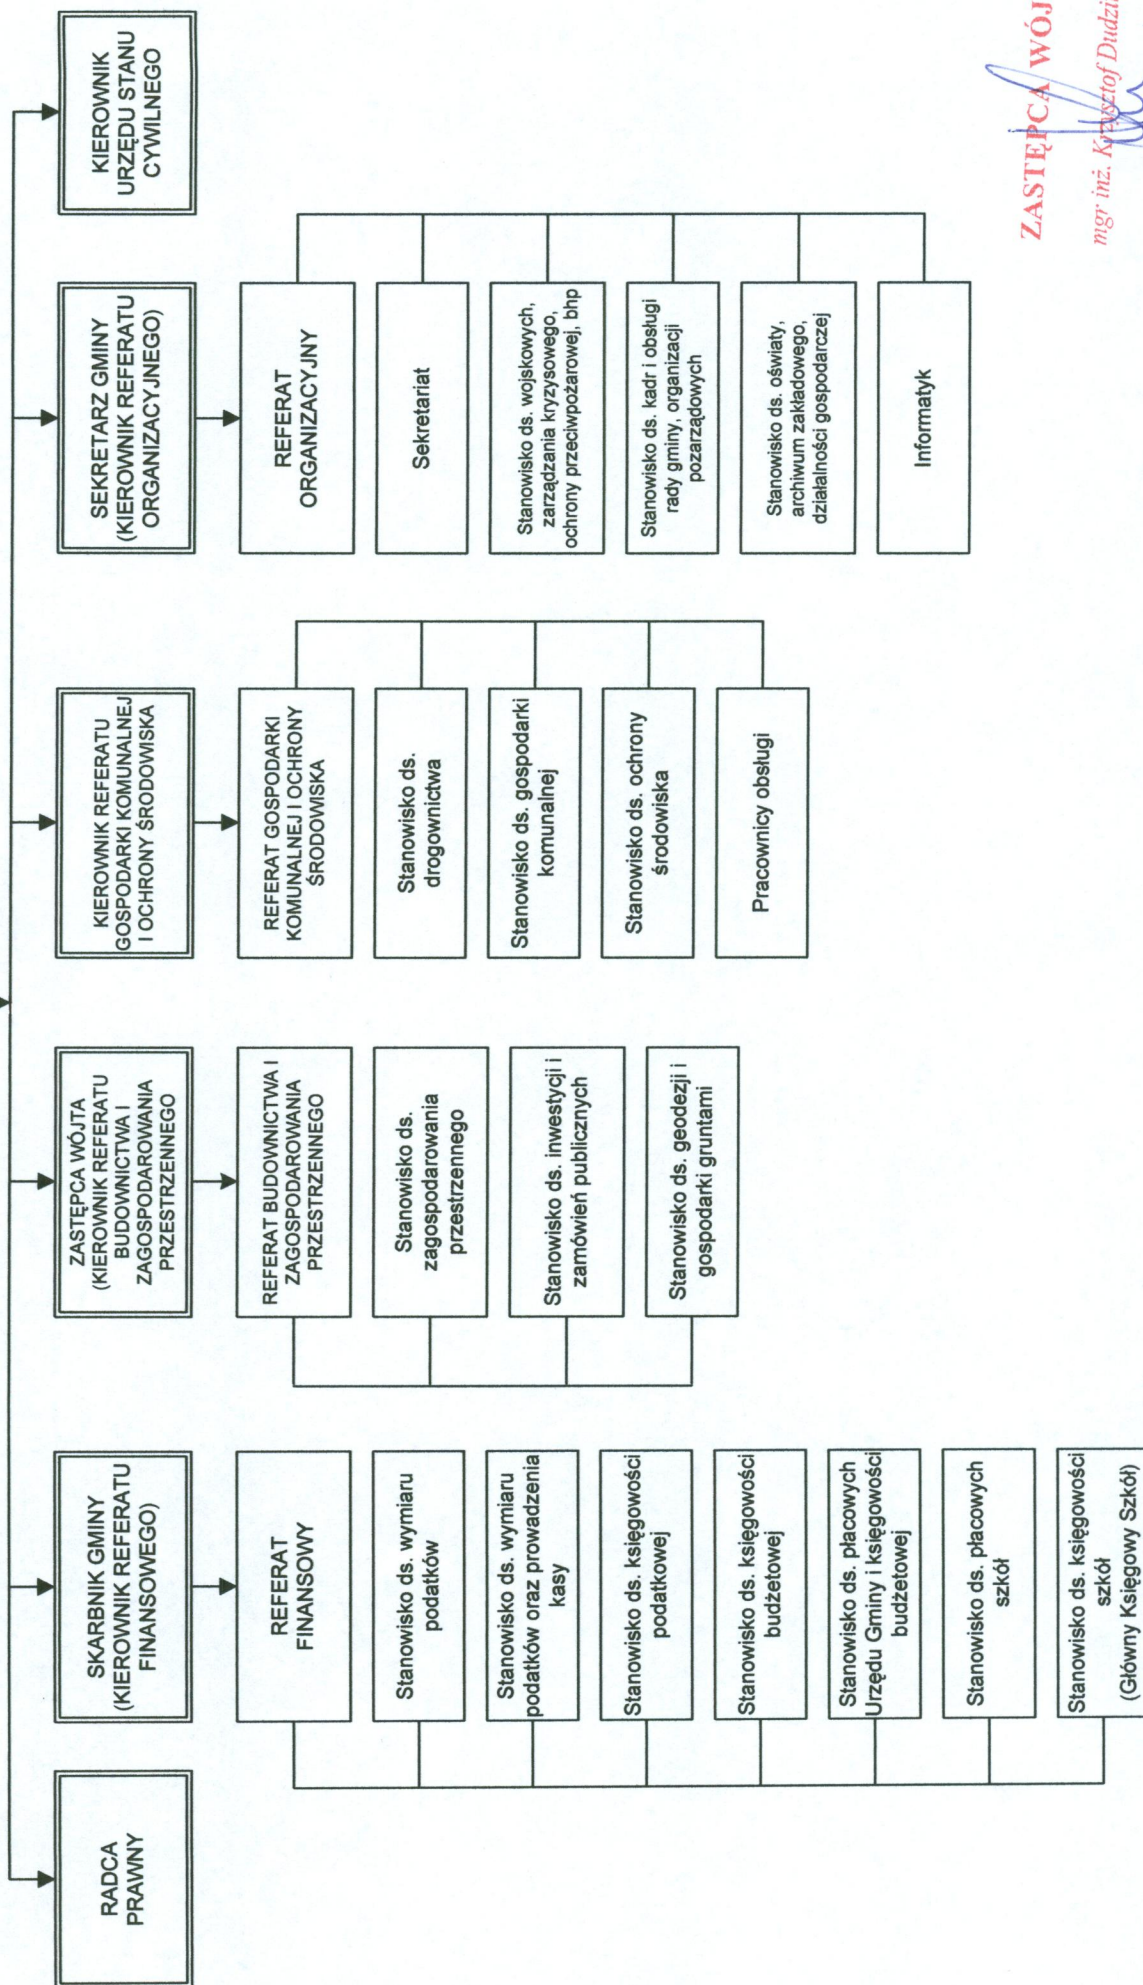 RADCA
PRAWNY
SKARBNIK GMINY
(KIEROWNIK REFERATU
FINANSOWEGO)
REFERAT
FINANSOWY
Stanowisko ds. wymiaru
podatków
Stanowisko ds. wymiaru
podatków oraz prowadzenia
kasy
Stanowisko ds. księgowości
podatkowej
Stanowisko ds. księgowości
budżetowej
Stanowisko ds. płacowych
Urzędu Gminy i księgowości
budżetowej
Stanowisko ds. płacowych
szkół
Stanowisko ds. księgowości
szkół
(Główny Księgowy Szkół)
ZASTĘPCA WÓJTA
(KIEROWNIK REFERATU
BUDOWNICTWA I
ZAGOSPODAROWANIA
PRZESTRZENNEGO
REFERAT BUDOWNICTWA I
ZAGOSPODAROWANIA
PRZESTRZENNEGO
Stanowisko ds.
zagospodarowania
przestrzennego
Stanowisko ds. inwestycji i
zamówień publicznych
Stanowisko ds. geodezji i
gospodarki gruntami
KIEROWNIK REFERATU
GOSPODARKI KOMUNALNEJ
I OCHRONY ŚRODOWISKA
REFERAT GOSPODARKI
KOMUNALNEJ I OCHRONY
ŚRODOWISKA
Stanowisko ds.
drogownictwa
Stanowisko ds. gospodarki
komunalnej
Stanowisko ds. ochrony
środowiska
Pracownicy obsługi
SEKRETARZ GMINY
(KIEROWNIK REFERATU
ORGANIZACYJNEGO)
REFERAT
ORGANIZACYJNY
Sekretariat
Stanowisko ds. wojskowych,
zarządzania kryzysowego,
ochrony przeciwpożarowej, bhp
Stanowisko ds. kadr i obsługi
rady gminy, organizacji
pozarządowych
Stanowisko ds. oświaty,
archiwum zakładowego,
działalności gospodarczej
Informatyk
KIEROWNIK
URZĘDU STANU
CYWILNEGO
ZASTĘPCA WÓJ
mgr inż. Krzysztof